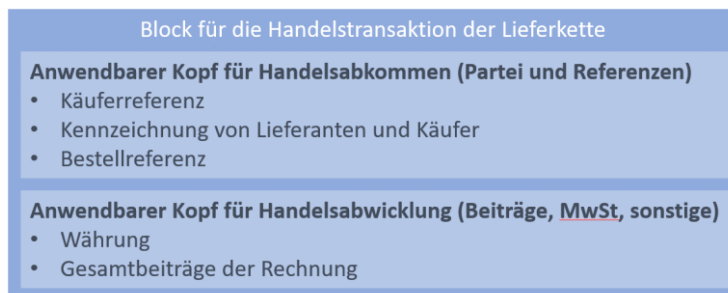 Block für die Handelstransaktion der Lieferkette
Anwendbarer Kopf für Handelsabkommen (Partei und Referenzen)
• Käuferreferenz
• Kennzeichnung von Lieferanten und Käufer
• Bestellreferenz
Anwendbarer Kopf für Handelsabwicklung (Beiträge, MwSt, sonstige)
• Währung
• Gesamtbeiträge der Rechnung